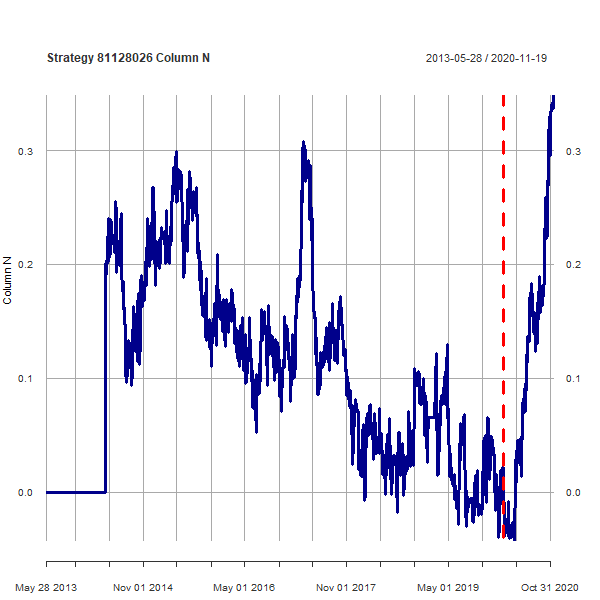 Strategy 81128026 Column N 2013-05-28 / 2020-11-19
0.3 0.3
0.2 0.2
Column N
0.1 0.1
0.0 0.0
May 28 2013 Nov 01 2014 May 01 2016 Nov 01 2017 May 01 2019 Oct 31 2020